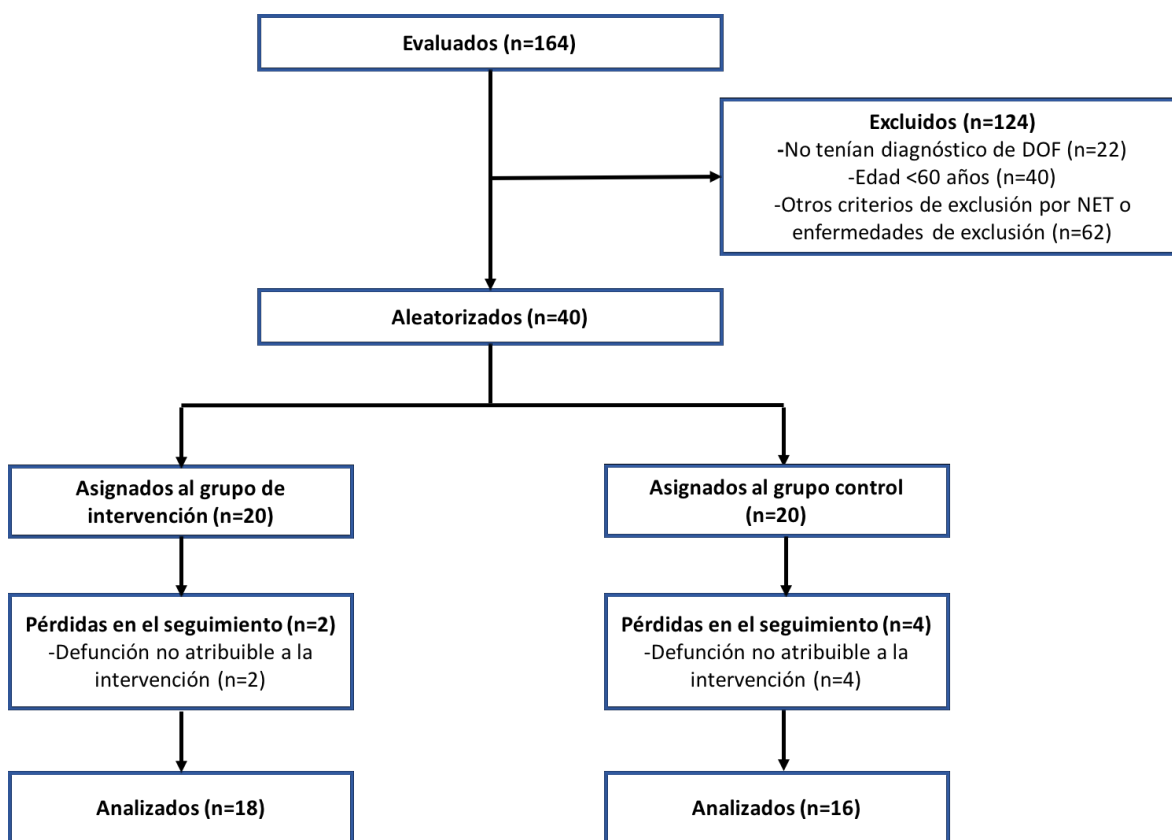 Evaluados (n=164)
Excluidos (n=124)
-No tenían diagnóstico de DOF (n=22)
-Edad <60 años (n=40)
-Otros criterios de exclusión por NET o
enfermedades de exclusión (n=62)
Aleatorizados (n=40)
Asignados al grupo de
intervención (n=20)
Asignados al grupo control
(n=20)
Pérdidas en el seguimiento (n=2)
-Defunción no atribuible a la
intervención (n=2)
Pérdidas en el seguimiento (n=4)
-Defunción no atribuible a la
intervención (n=4)
Analizados (n=18)
Analizados (n=16)